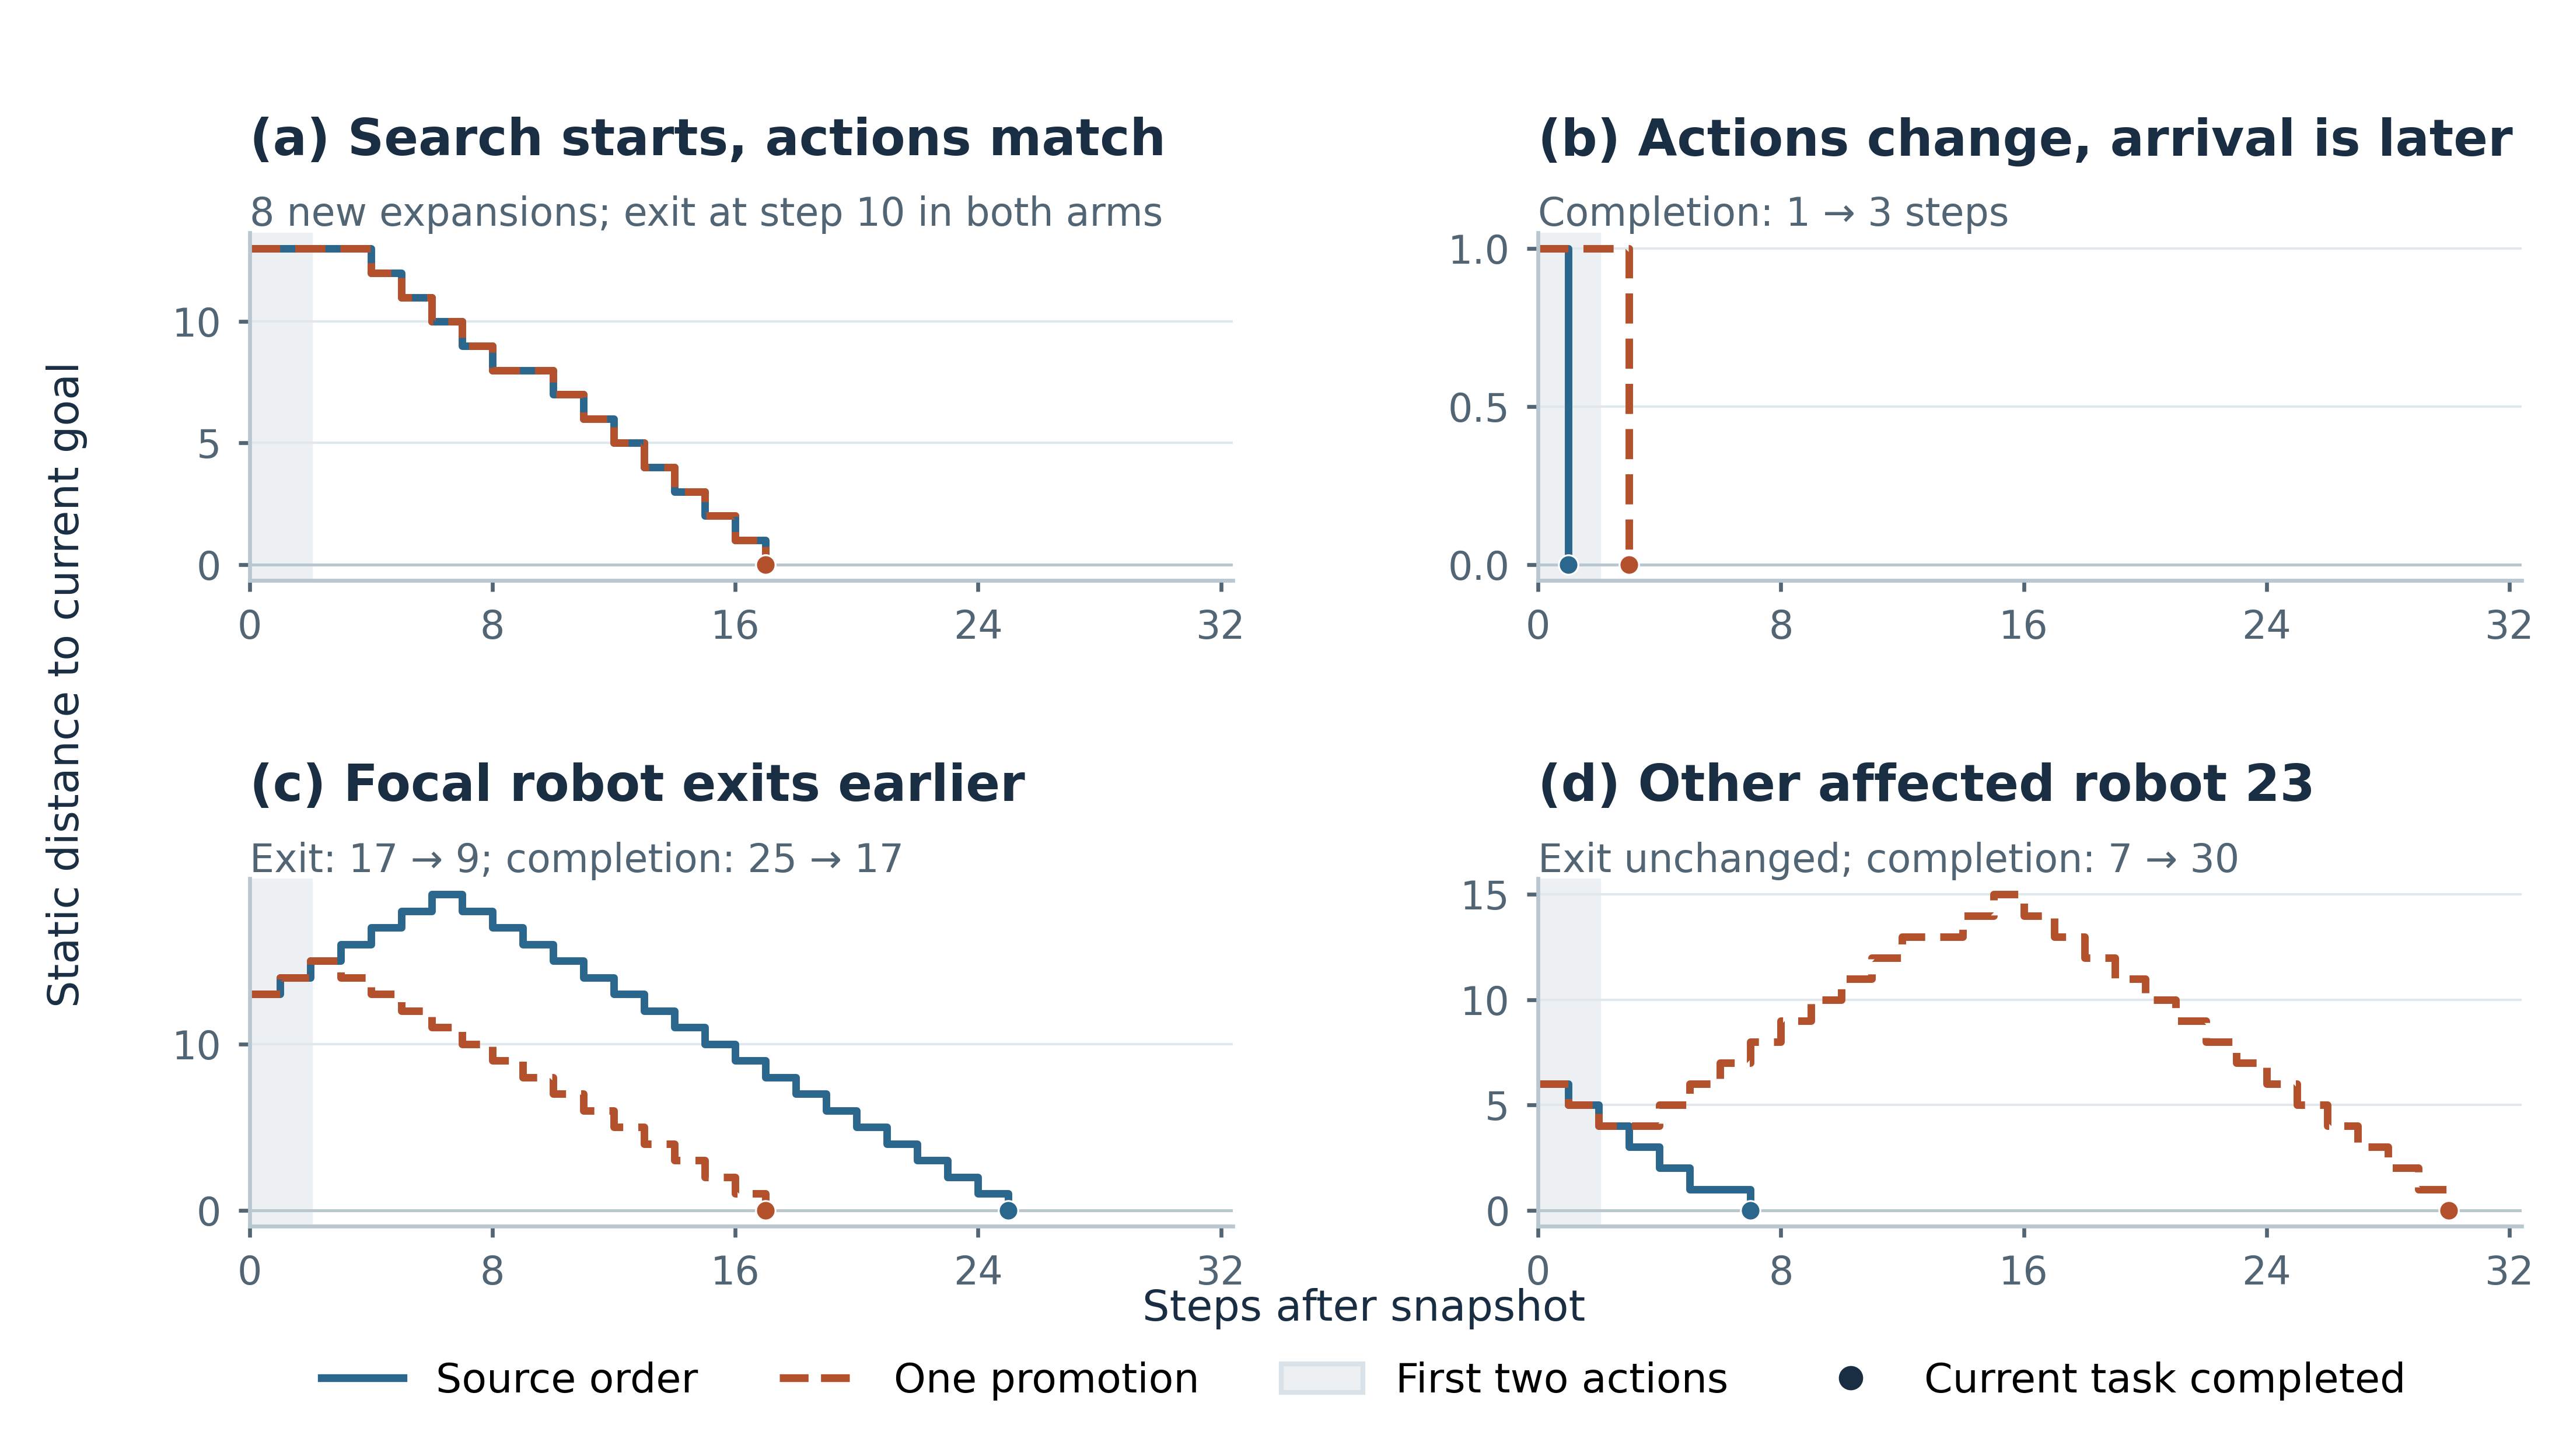 (a) Search starts, actions match
8 new expansions; exit at step 10 in both arms
10
5
0
0 8 16 24 32
(b) Actions change, arrival is later
Completion: 1 → 3 steps
1.0
0.5
0.0
0 8 16 24 32
Static distance to current goal
(c) Focal robot exits earlier
Exit: 17 → 9; completion: 25 → 17
10
0
0 8 16 24 32
(d) Other affected robot 23
Exit unchanged; completion: 7 → 30
15
10
5
0
0 8 16 24 32
Steps after snapshot
Source order One promotion First two actions Current task completed